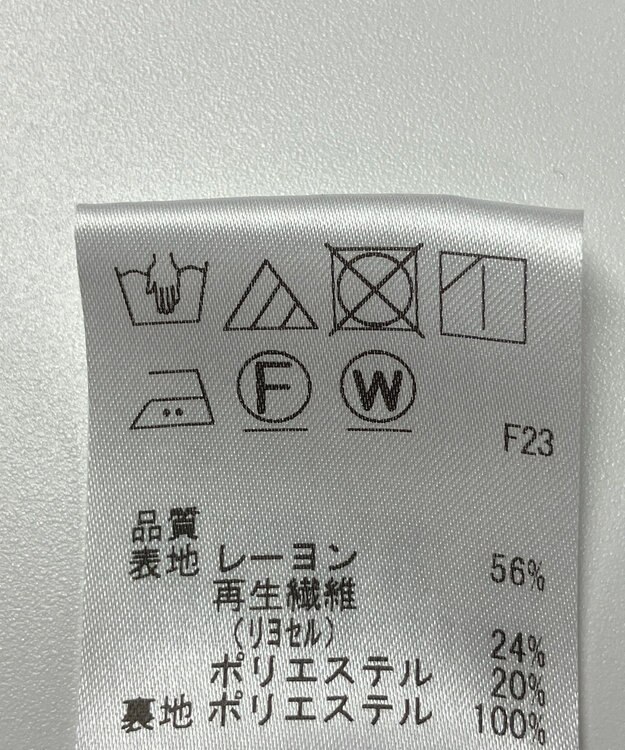 F W
F23
品質
表地 レーヨン 56%
再生繊維
（リヨセル） 24%
ポリエステル 20%
裏地 ポリエステル 100%